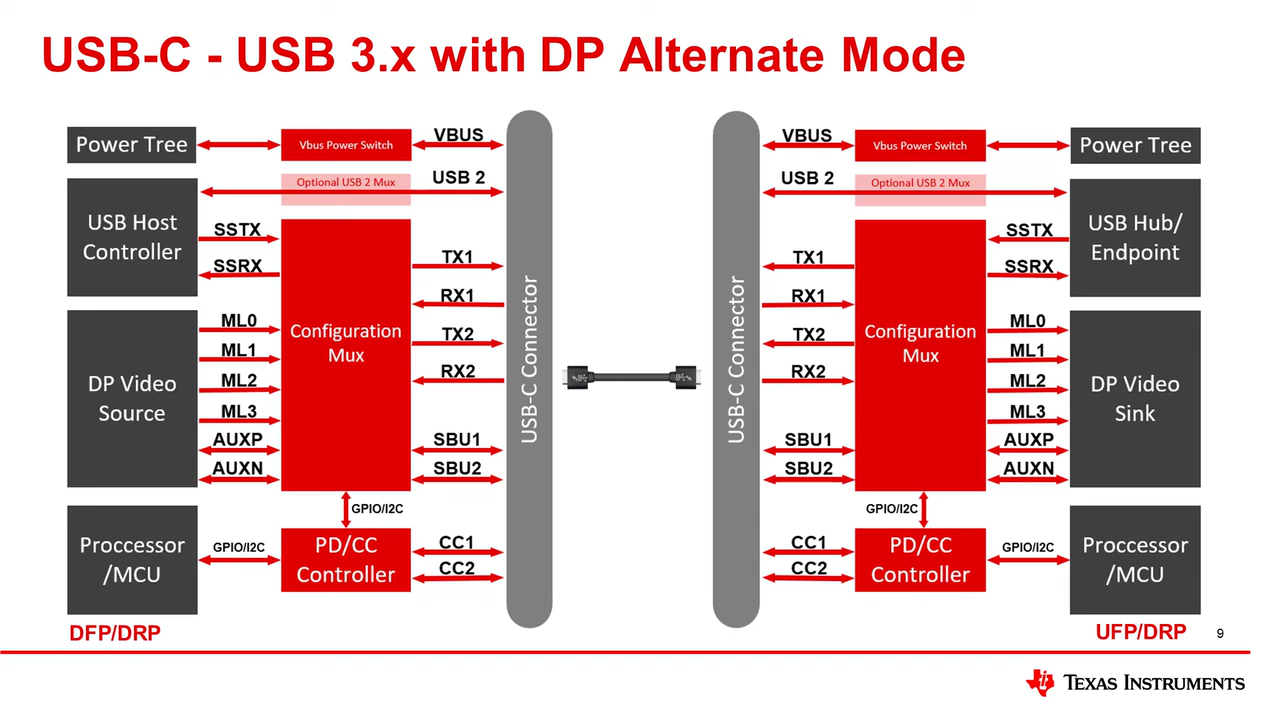 USB-C - USB 3.x with DP Alternate Mode
Power Tree
Vbus Power Switch
VBUS
USB Host
Controller
Optional USB 2 Mux
USB 2
SSTX
SSRX
Configuration
Mux
TX1
RX1
TX2
RX2
DP Video
Source
ML0
ML1
ML2
ML3
AUXP
AUXN
SBU1
SBU2
GPIO/I2C
Proccessor
/MCU
GPIO/I2C
PD/CC
Controller
CC1
CC2
DFP/DRP
USB-C Connector
USB-C Connector
VBUS
Vbus Power Switch
Power Tree
USB 2
Optional USB 2 Mux
USB Hub/
Endpoint
SSTX
SSRX
TX1
RX1
TX2
RX2
Configuration
Mux
ML0
ML1
ML2
ML3
AUXP
AUXN
DP Video
Sink
SBU1
SBU2
GPIO/I2C
CC1
CC2
PD/CC
Controller
GPIO/I2C
Proccessor
/MCU
UFP/DRP
9
TEXAS INSTRUMENTS